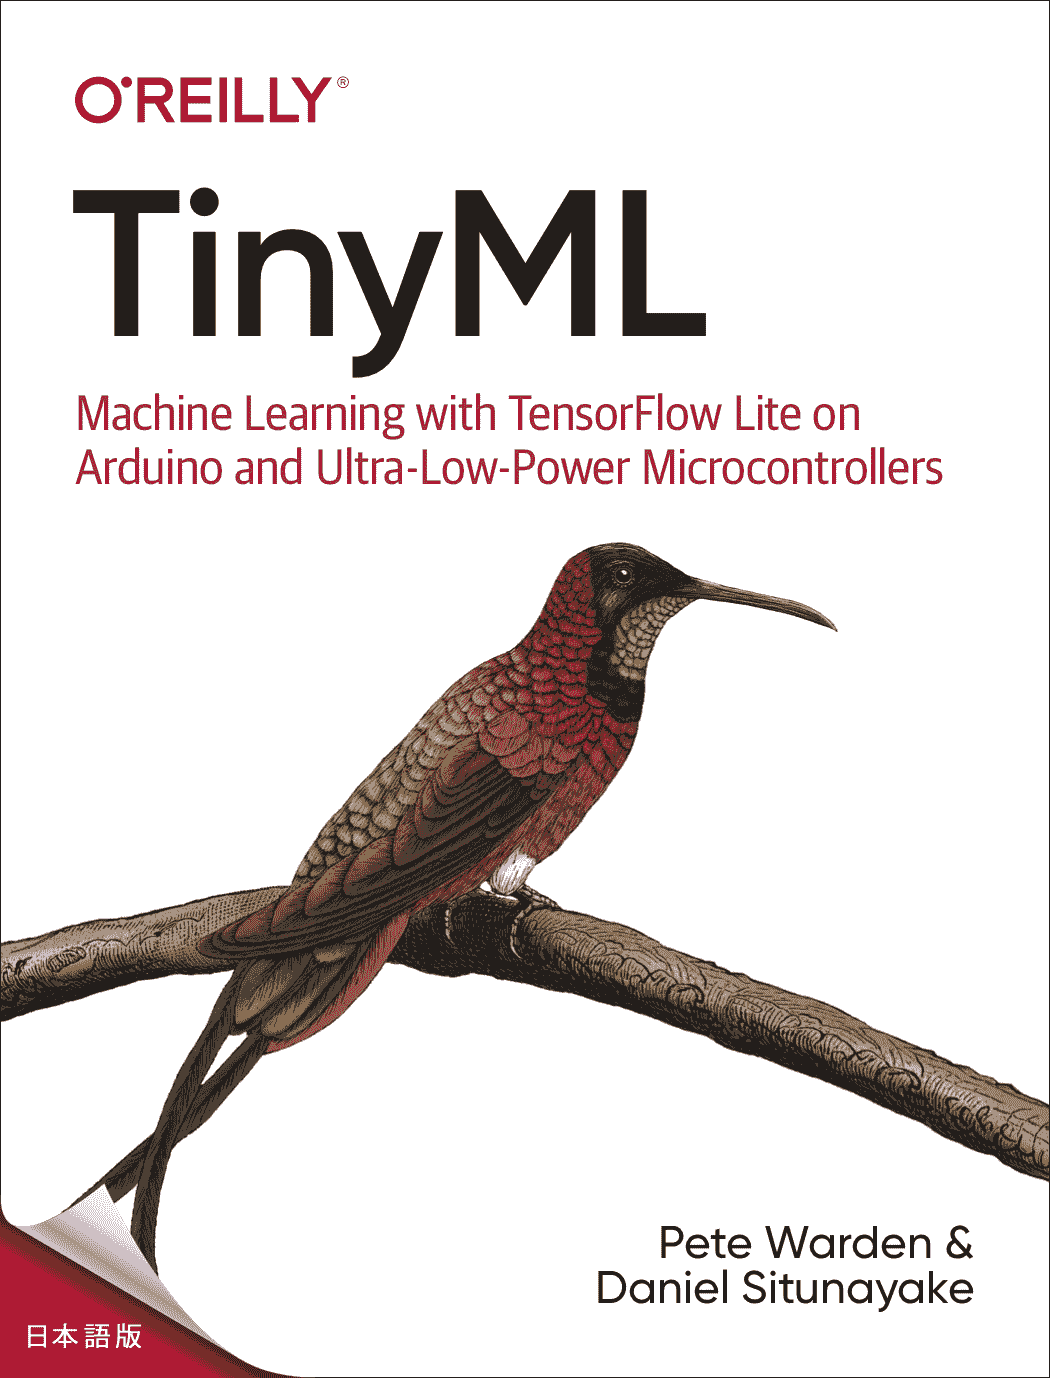 O'REILLY®
TinyML
Machine Learning with TensorFlow Lite on
Arduino and Ultra-Low-Power Microcontrollers
Pete Warden &
Daniel Situnayake
日本語版